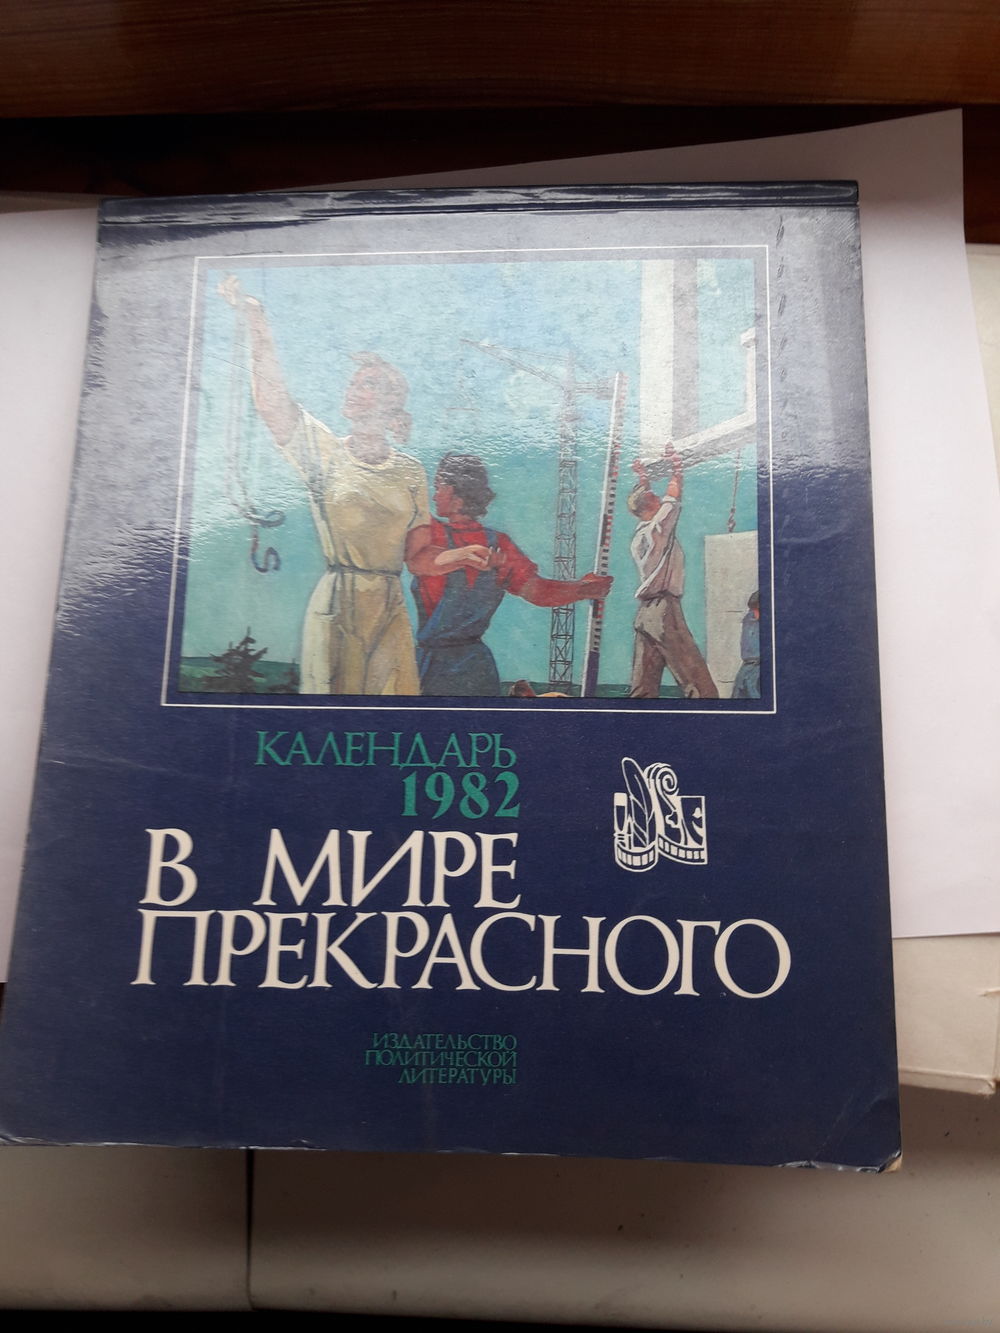 КАЛЕНДАРЬ
1982
В МИРЕ
ПРЕКРАСНОГО
ИЗДАТЕЛЬСТВО
ПОЛИТИЧЕСКОЙ
ЛИТЕРАТУРЫ